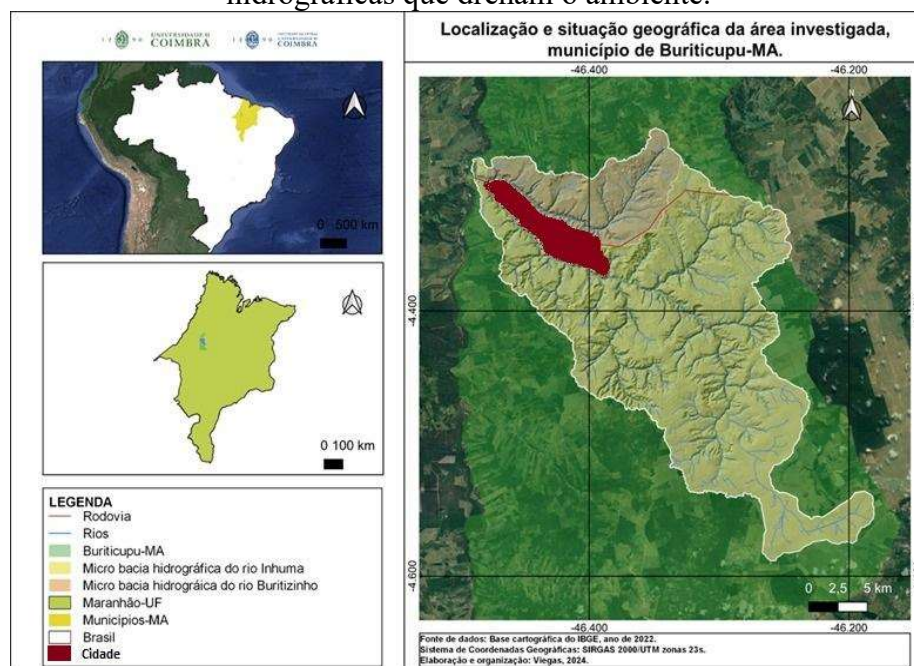 hidrográficas que drenam o ambiente.
UNIVERSIDADE D
COIMBRA
COIMBRA
Localização e situação geográfica da área investigada,
município de Buriticupu-MA.
-46.400
-46.200
N
0 500 km
-4.400
0 100 km
LEGENDA
Rodovia
Rios
Buriticupu-MA
Micro bacia hidrográfica do rio Inhuma
Micro bacia hidrográica do rio Buritizinho
Maranhão-UF
Municípios-MA
Brasil
Cidade
-4.600
0 2,5 5 km
-46.400
-46.200
Fonte de dados: Base cartográfica do IBGE, ano de 2022.
Sistema de Coordenadas Geográficas: SIRGAS 2000/UTM zonas 23s.
Elaboração e organização: Viegas, 2024.